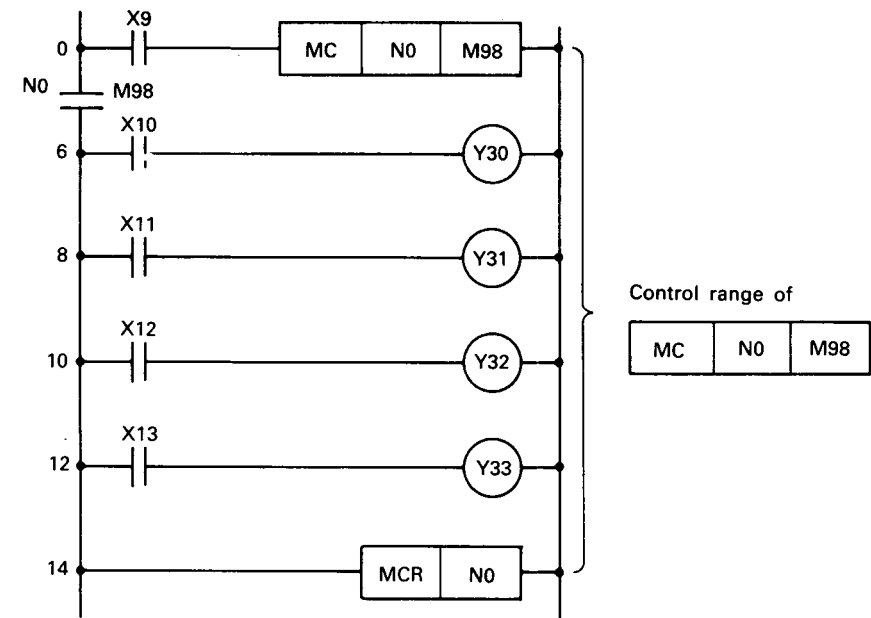 X9
0 MC N0 M98
N0 M98
X10
6 Y30
X11
8 Y31
X12
10 Y32
X13
12 Y33
14 MCR N0
Control range of
MC N0 M98